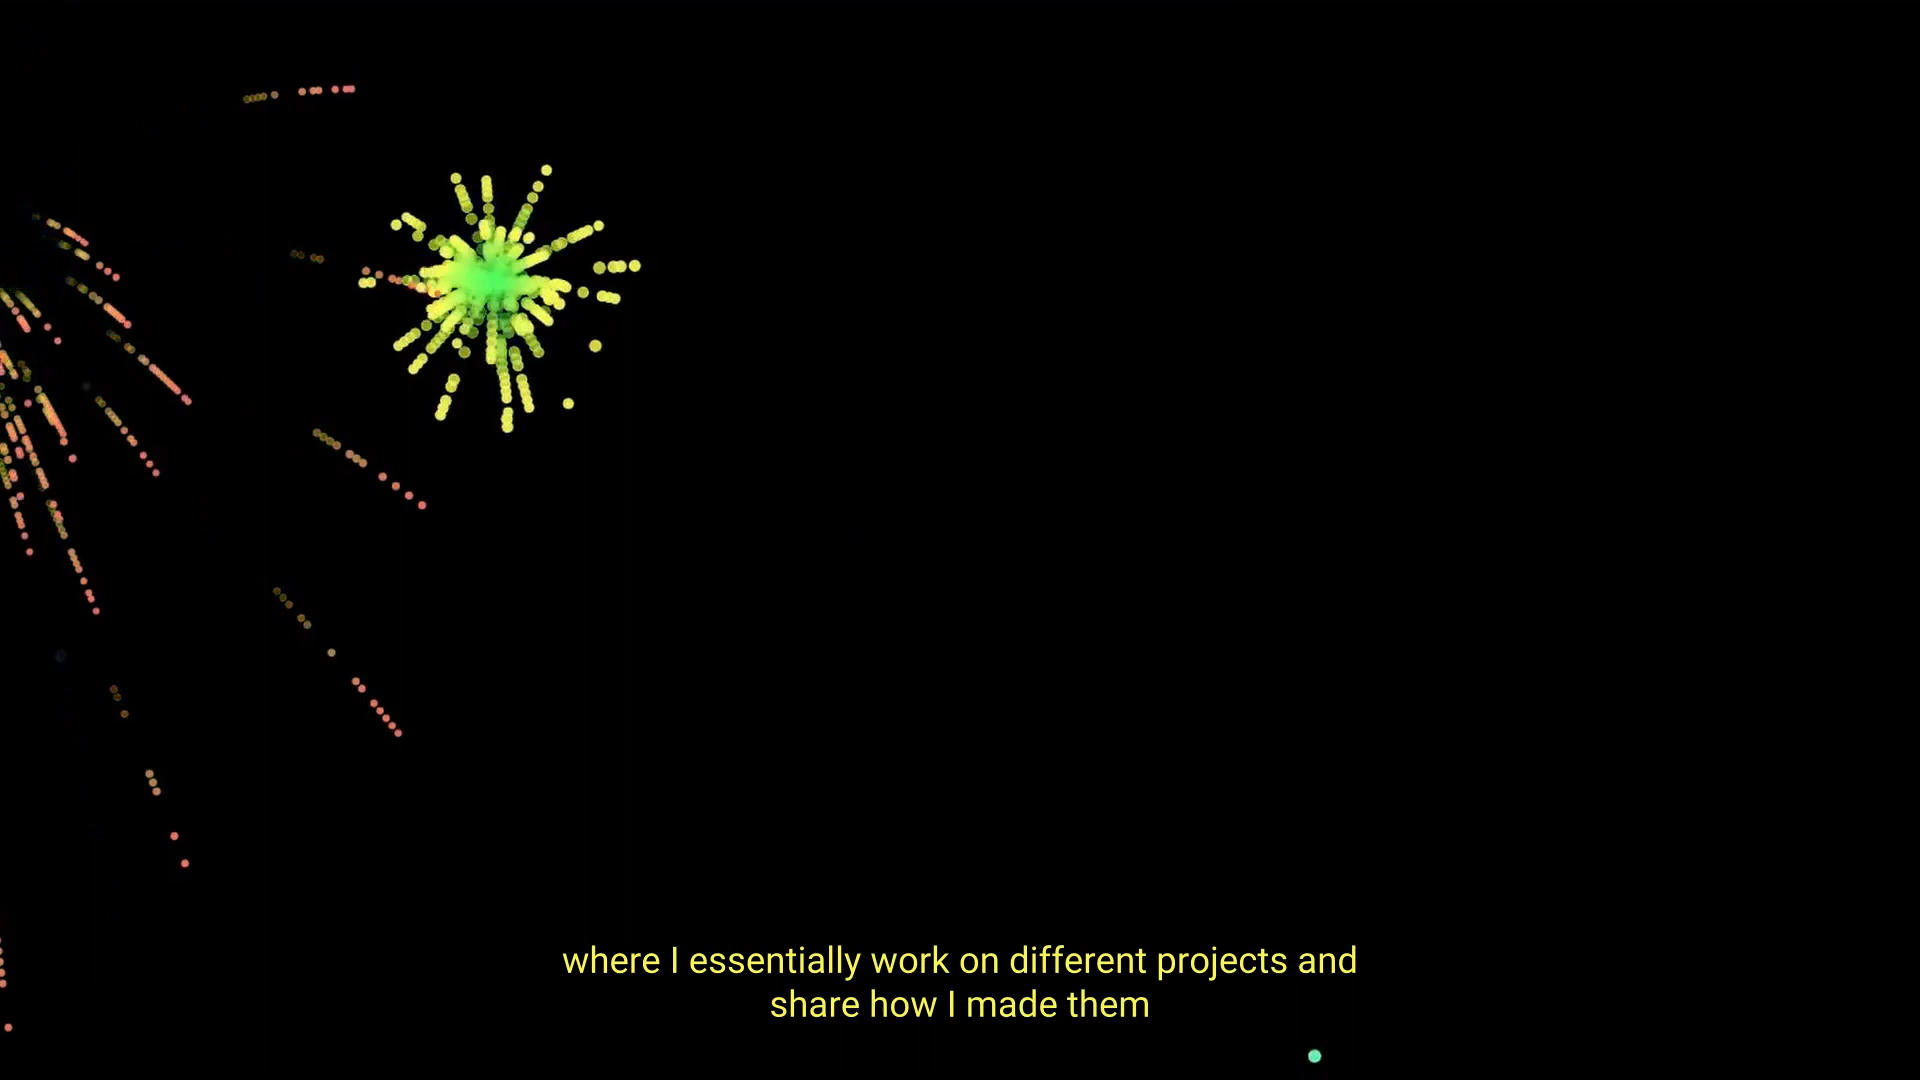 where I essentially work on different projects and
share how I made them